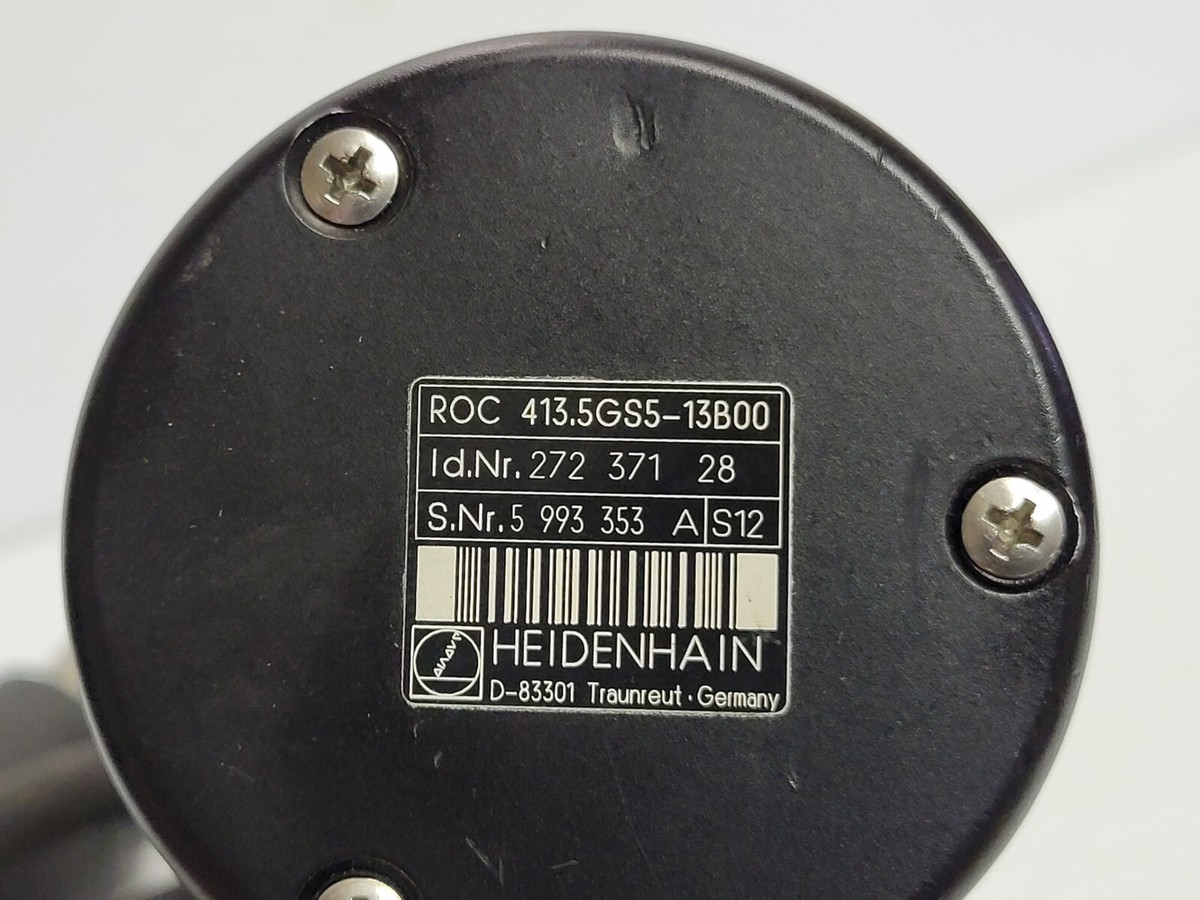 ROC 413.5GS5-13B00
Id.Nr. 272 371 28
S.Nr. 5 993 353 A S12
HEIDENHAIN
D-83301 Traunreut · Germany